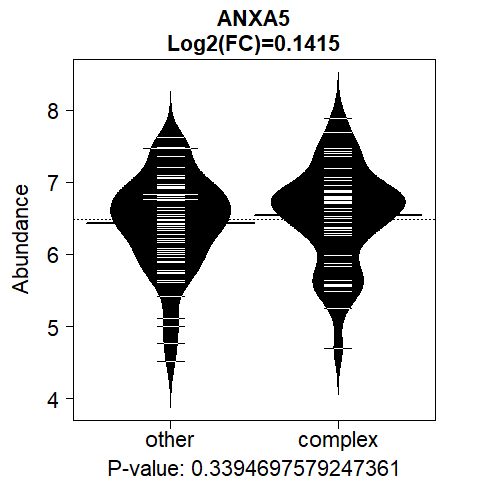 ANXA5
Log2(FC)=0.1415
Abundance
8
7
6
5
4
other complex
P-value: 0.3394697579247361